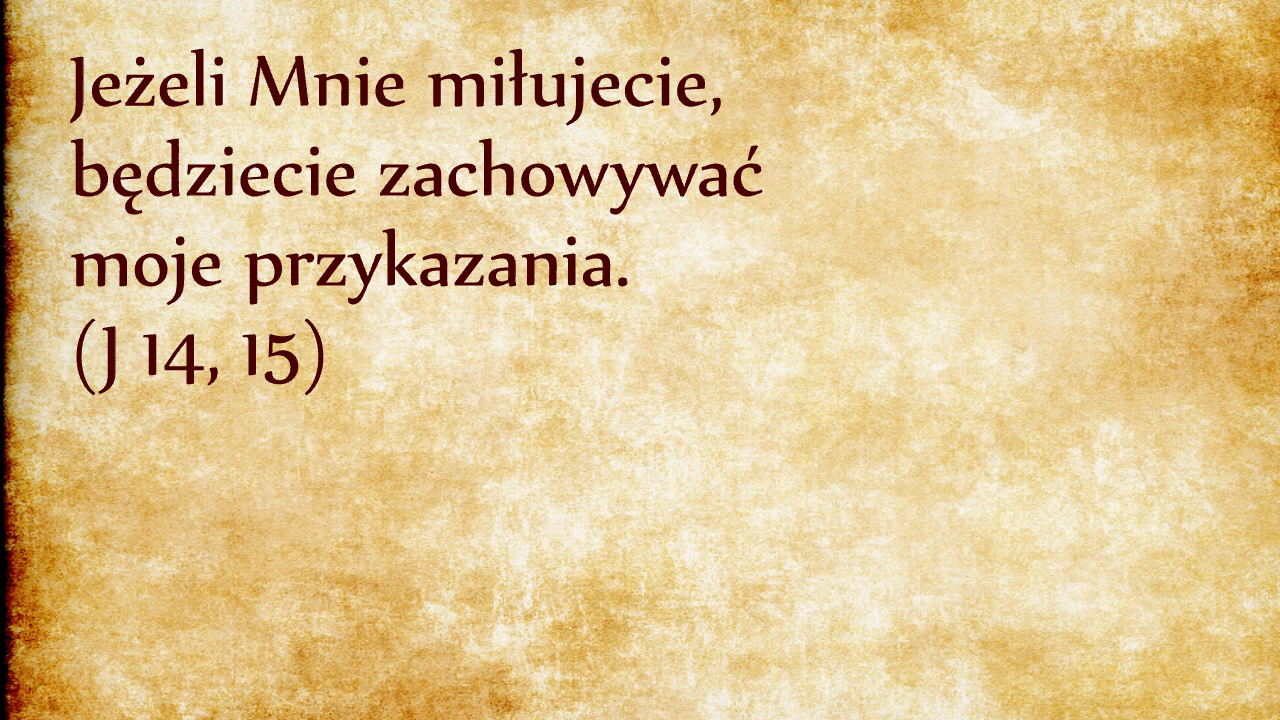 Jeżeli Mnie miłujecie,
będziecie zachowywać
moje przykazania.
(J 14, 15)